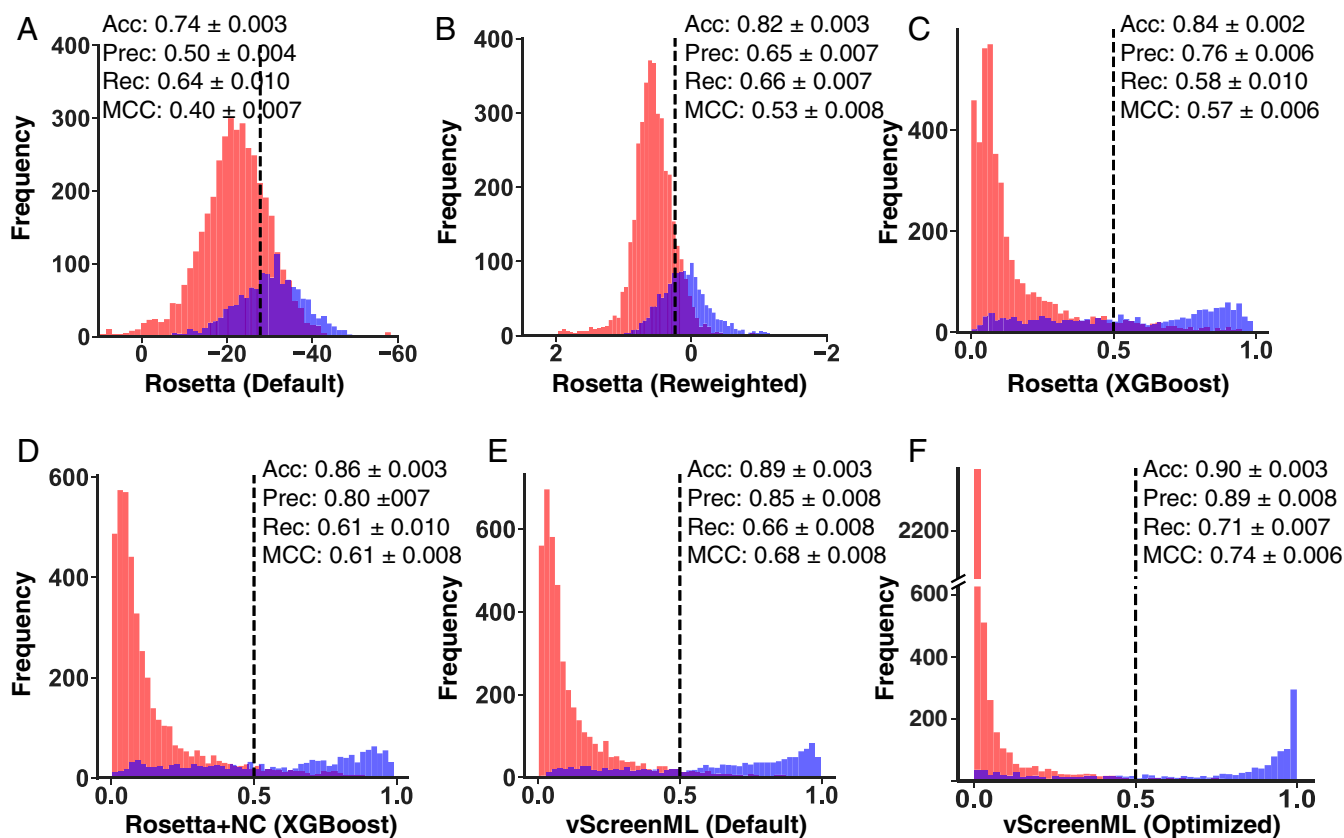 A
Acc: 0.74 ± 0.003
Prec: 0.50 ± 0.004
Rec: 0.64 ± 0.010
MCC: 0.40 ± 0.007
400
300
200
100
0
Frequency
0
−20
−40
−60
Rosetta (Default)
B
Acc: 0.82 ± 0.003
Prec: 0.65 ± 0.007
Rec: 0.66 ± 0.007
MCC: 0.53 ± 0.008
400
300
200
100
0
Frequency
2
0
−2
Rosetta (Reweighted)
C
Acc: 0.84 ± 0.002
Prec: 0.76 ± 0.006
Rec: 0.58 ± 0.010
MCC: 0.57 ± 0.006
400
200
0
Frequency
0.0
0.5
1.0
Rosetta (XGBoost)
D
Acc: 0.86 ± 0.003
Prec: 0.80 ±007
Rec: 0.61 ± 0.010
MCC: 0.61 ± 0.008
600
400
200
0
Frequency
0.0
0.5
1.0
Rosetta+NC (XGBoost)
E
Acc: 0.89 ± 0.003
Prec: 0.85 ± 0.008
Rec: 0.66 ± 0.008
MCC: 0.68 ± 0.008
600
400
200
0
Frequency
0.0
0.5
1.0
vScreenML (Default)
F
Acc: 0.90 ± 0.003
Prec: 0.89 ± 0.008
Rec: 0.71 ± 0.007
MCC: 0.74 ± 0.006
2200
600
400
200
Frequency
0.0
0.5
1.0
vScreenML (Optimized)